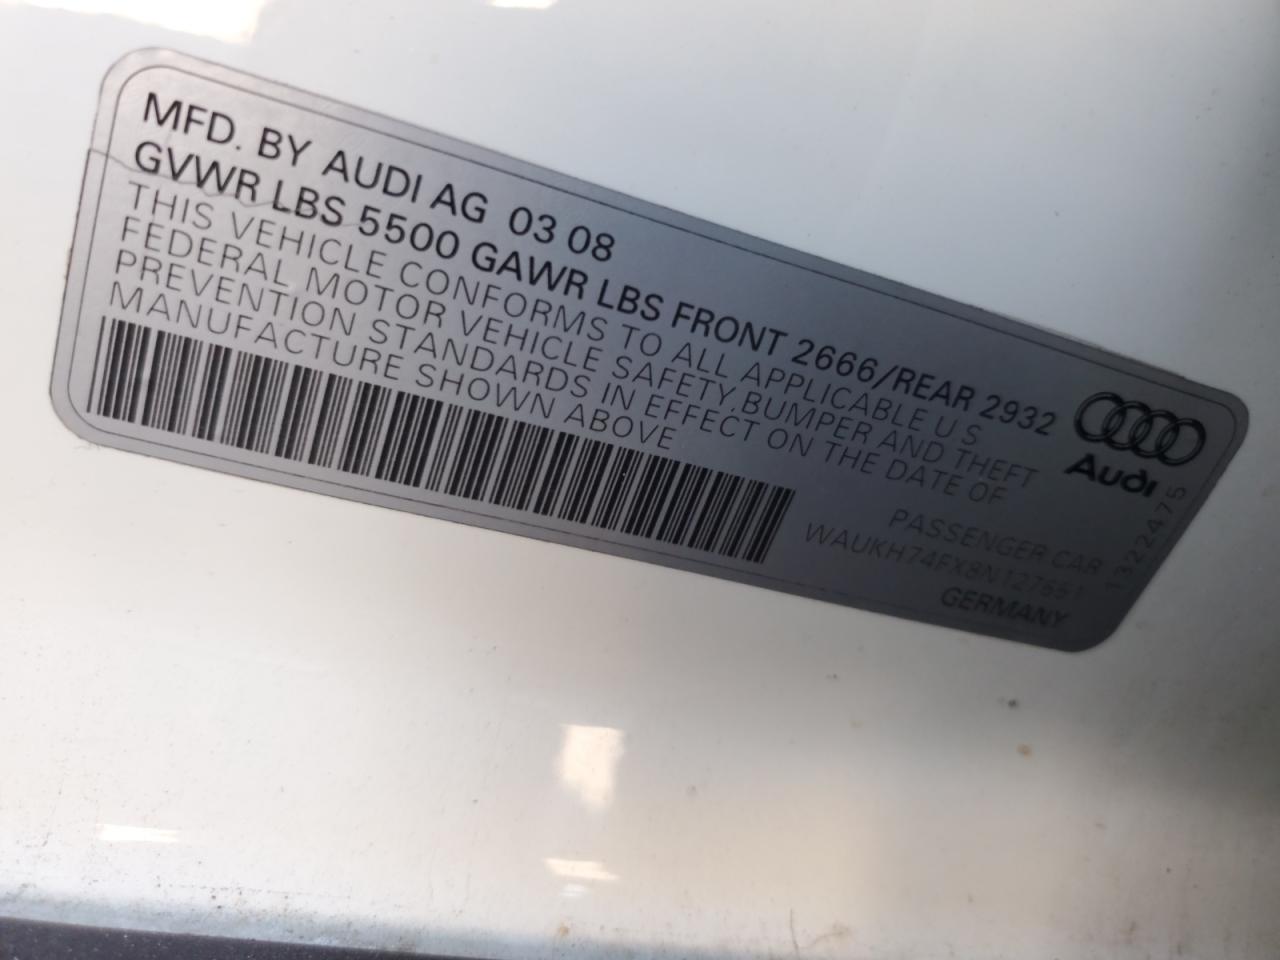 MFD. BY AUDI AG 03 08
GVWR LBS 5500 GAWR LBS FRONT 2666/REAR 2932
THIS VEHICLE CONFORMS TO ALL APPLICABLE U S
FEDERAL MOTOR VEHICLE SAFETY,BUMPER AND THEFT
PREVENTION STANDARDS IN EFFECT ON THE DATE OF
MANUFACTURE SHOWN ABOVE
Audi
PASSENGER CAR
WAUKH74FX8N127651
GERMANY
1322475